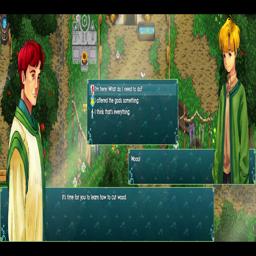 I'm here! What do I need to do?
I offered the gods something.
I think that's everything.
Wood!
It's time for you to learn how to cut wood.